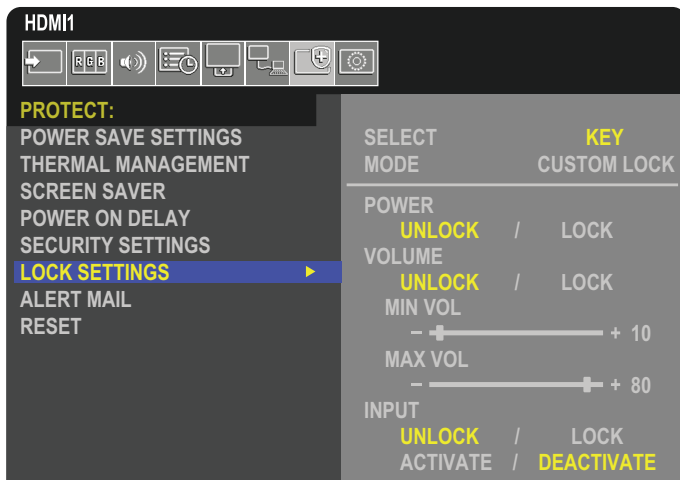 HDMI1
RGB
PROTECT:
POWER SAVE SETTINGS
THERMAL MANAGEMENT
SCREEN SAVER
POWER ON DELAY
SECURITY SETTINGS
LOCK SETTINGS
ALERT MAIL
RESET
SELECT KEY
MODE CUSTOM LOCK
POWER
UNLOCK / LOCK
VOLUME
UNLOCK / LOCK
MIN VOL
− + 10
MAX VOL
− + 80
INPUT
UNLOCK / LOCK
ACTIVATE / DEACTIVATE